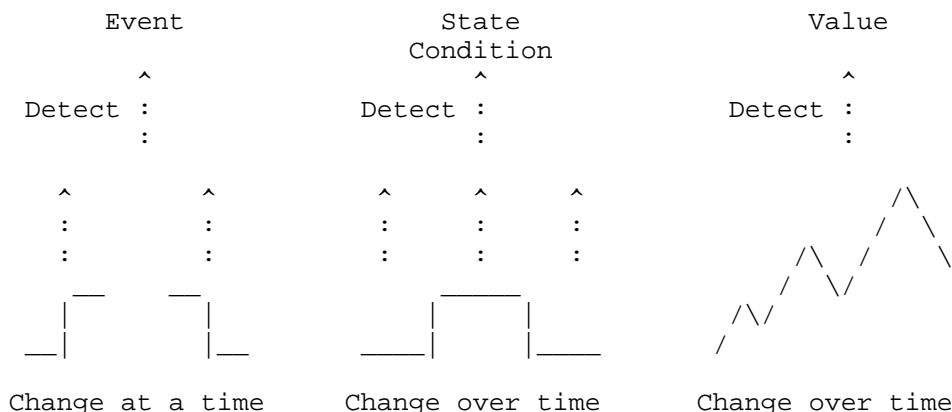 Event State Value
Condition
Detect : Detect : Detect :
Change at a time Change over time Change over time